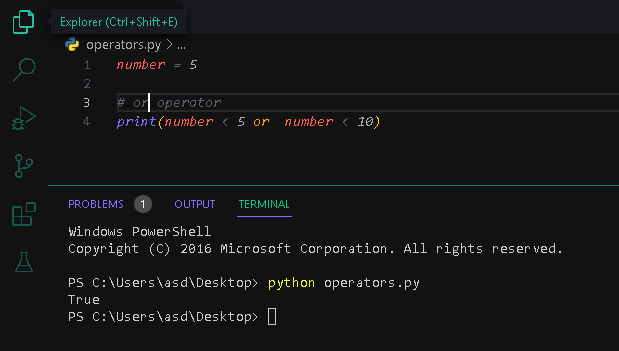 Explorer (Ctrl+Shift+E)
operators.py > ...
1 number = 5
2
3 # or operator
4 print(number < 5 or  number < 10)
PROBLEMS 1 OUTPUT TERMINAL
Windows PowerShell
Copyright (C) 2016 Microsoft Corporation. All rights reserved.
PS C:\Users\asd\Desktop> python operators.py
True
PS C:\Users\asd\Desktop>